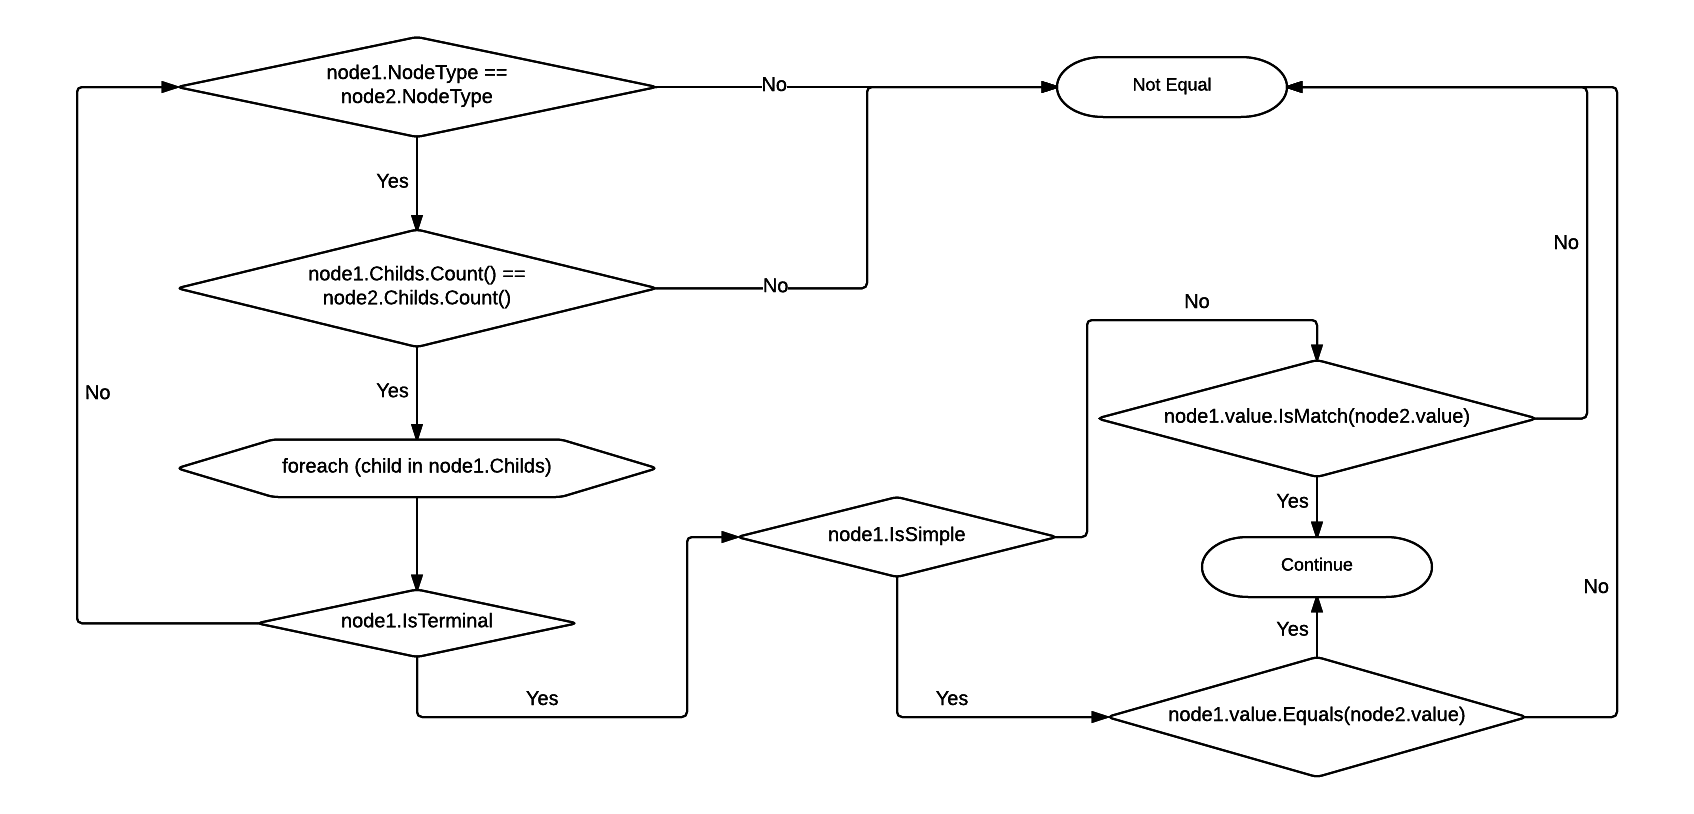 node1.NodeType ==
node2.NodeType
No
Not Equal
Yes
No
node1.Childs.Count() ==
node2.Childs.Count()
No
No
Yes
No
node1.value.IsMatch(node2.value)
foreach (child in node1.Childs)
Yes
node1.IsSimple
Continue
No
node1.IsTerminal
Yes
Yes
Yes
node1.value.Equals(node2.value)